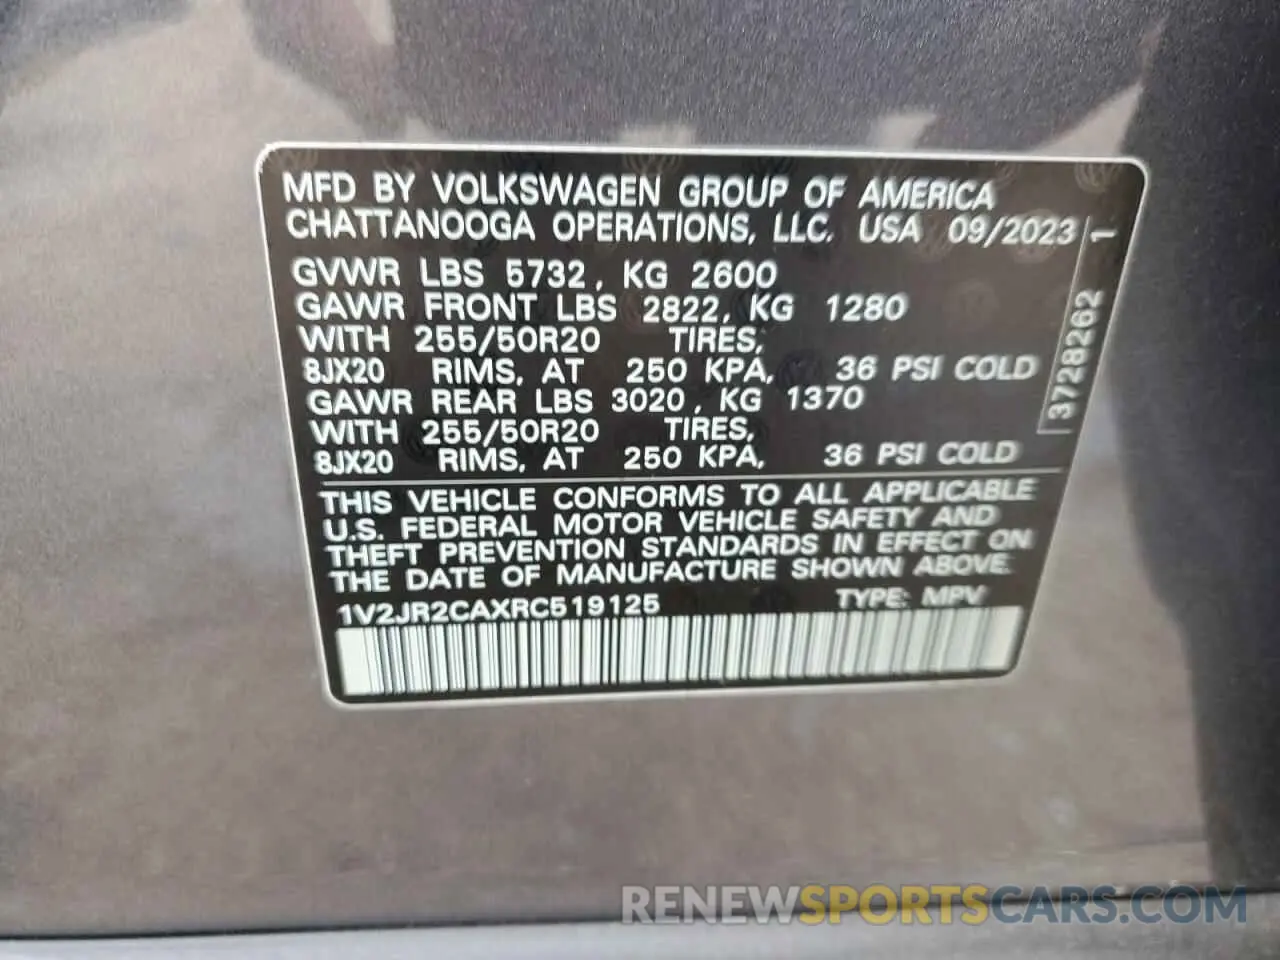 MFD BY VOLKSWAGEN GROUP OF AMERICA
CHATTANOOGA OPERATIONS, LLC. USA 09/2023
GVWR LBS 5732, KG 2600
GAWR FRONT LBS 2822, KG 1280
WITH 255/50R20 TIRES,
8JX20 RIMS, AT 250 KPA, 36 PSI COLD
GAWR REAR LBS 3020, KG 1370
WITH 255/50R20 TIRES,
8JX20 RIMS, AT 250 KPA, 36 PSI COLD
THIS VEHICLE CONFORMS TO ALL APPLICABLE
U.S. FEDERAL MOTOR VEHICLE SAFETY AND
THEFT PREVENTION STANDARDS IN EFFECT ON
THE DATE OF MANUFACTURE SHOWN ABOVE.
1V2JR2CAXRC519125 TYPE: MPV
3728262 1
RENEWSPORTSCARS.COM